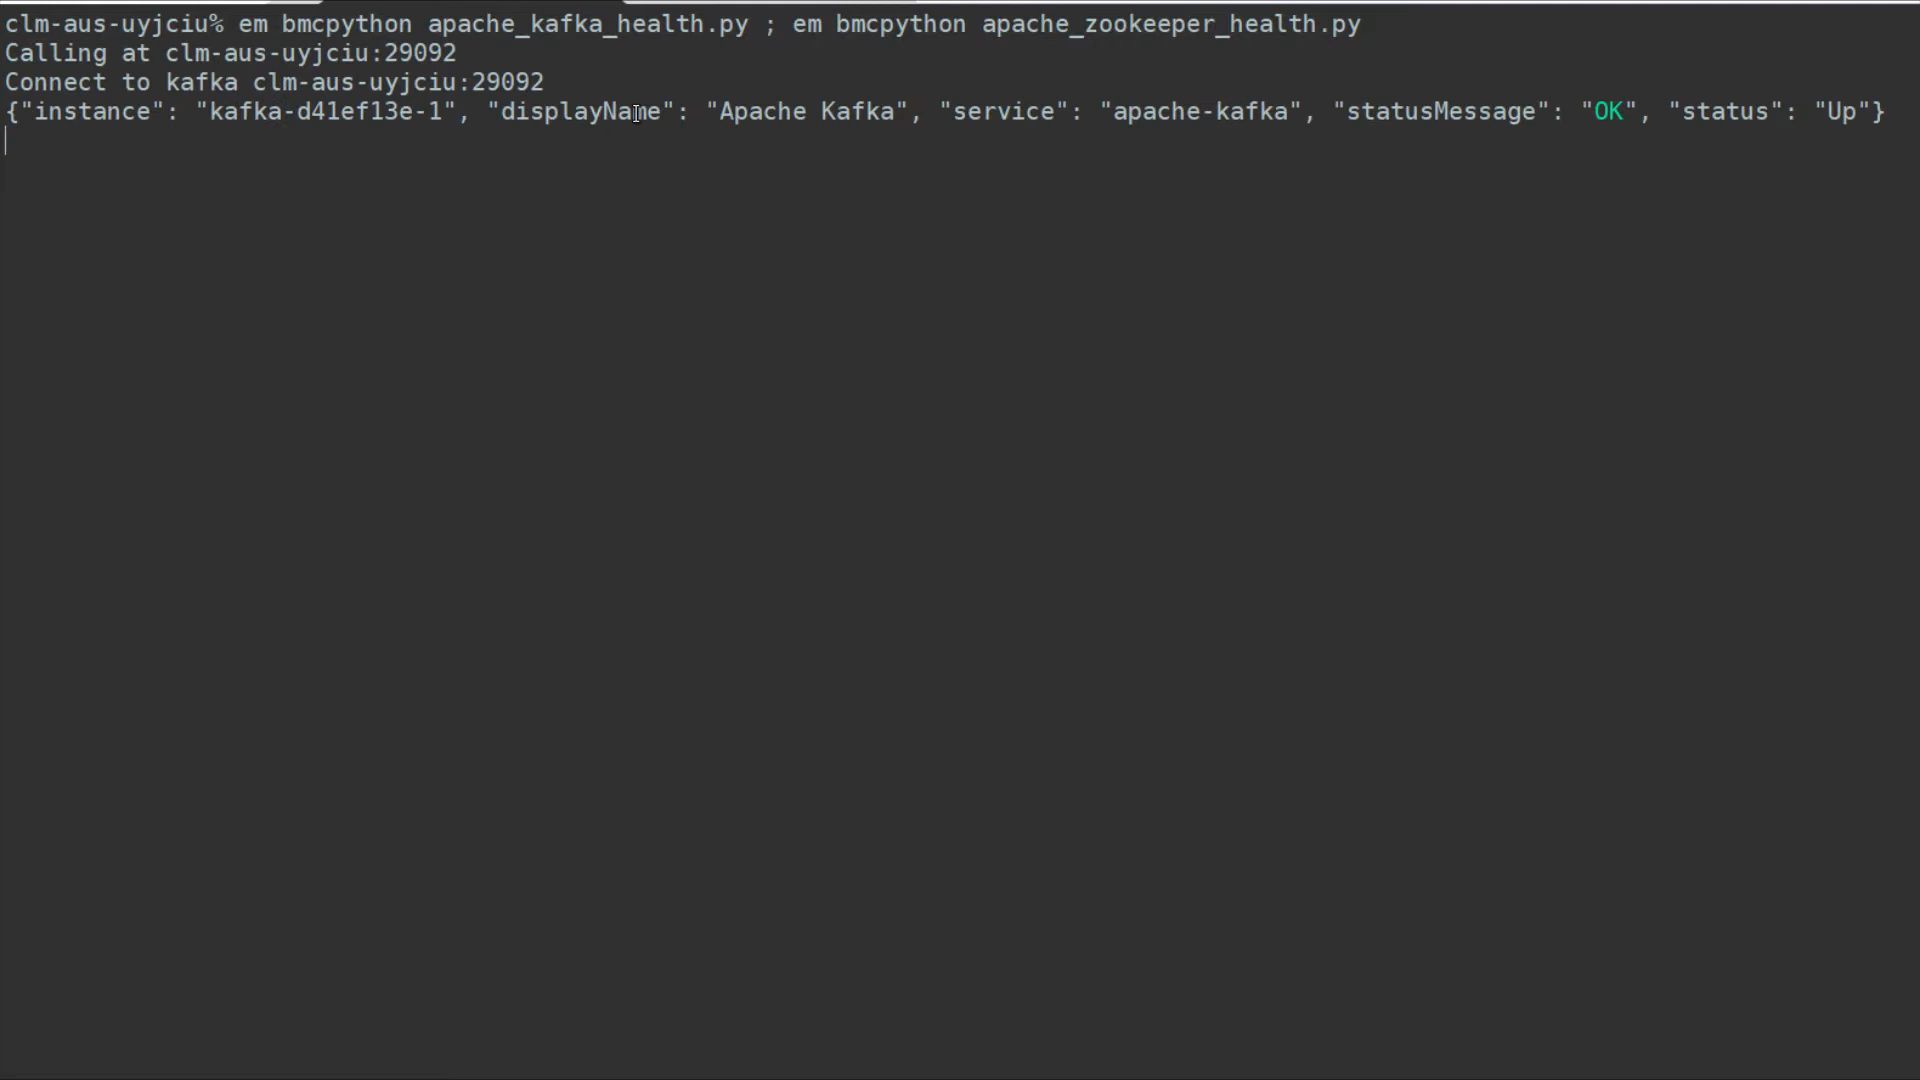 clm-aus-uyjciu% em bmcpython apache_kafka_health.py ; em bmcpython apache_zookeeper_health.py
Calling at clm-aus-uyjciu:29092
Connect to kafka clm-aus-uyjciu:29092
{"instance": "kafka-d41ef13e-1", "displayName": "Apache Kafka", "service": "apache-kafka", "statusMessage": "OK", "status": "Up"}